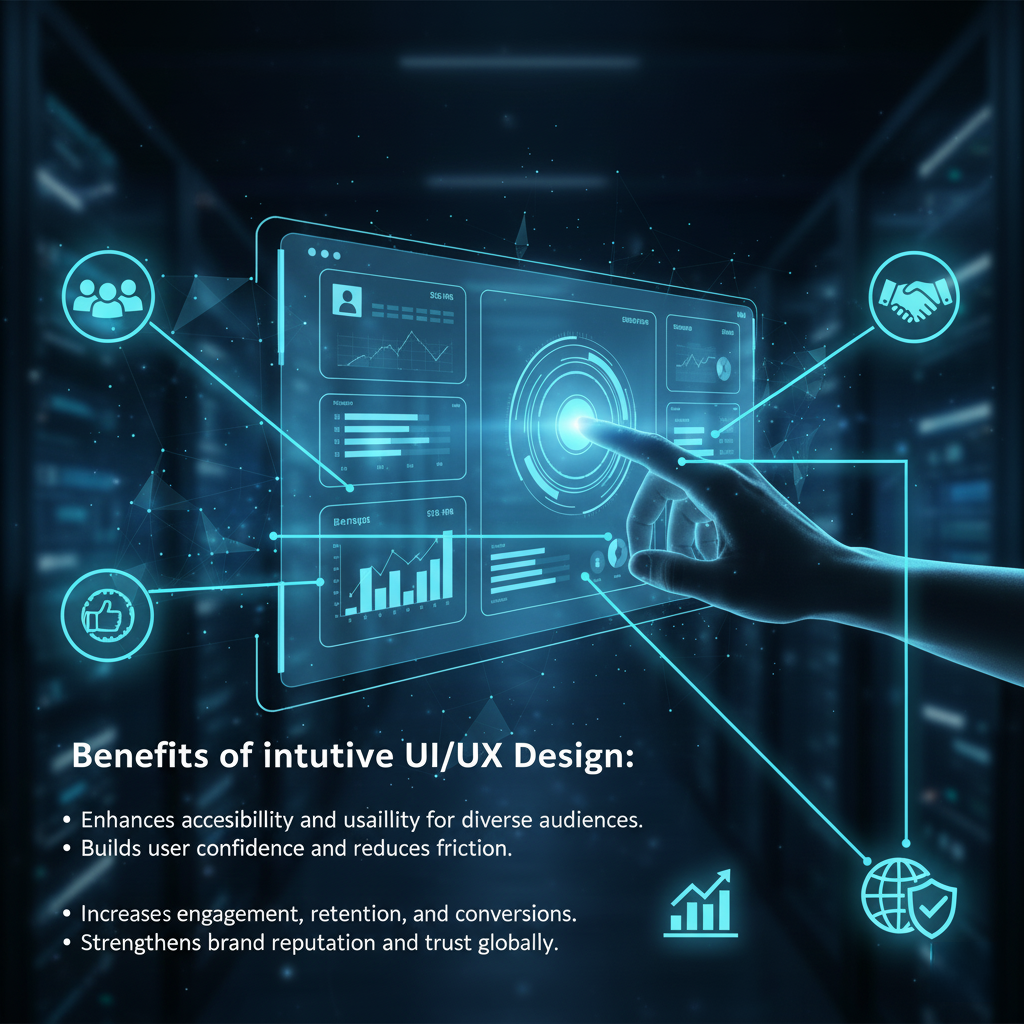 Benefits of intutive UI/UX Design:
• Enhances accesibillity and usaillity for diverse audiences.
• Builds user confidence and reduces friction.
• Increases engagement, retention, and conversions.
• Strengthens brand reputation and trust globally.